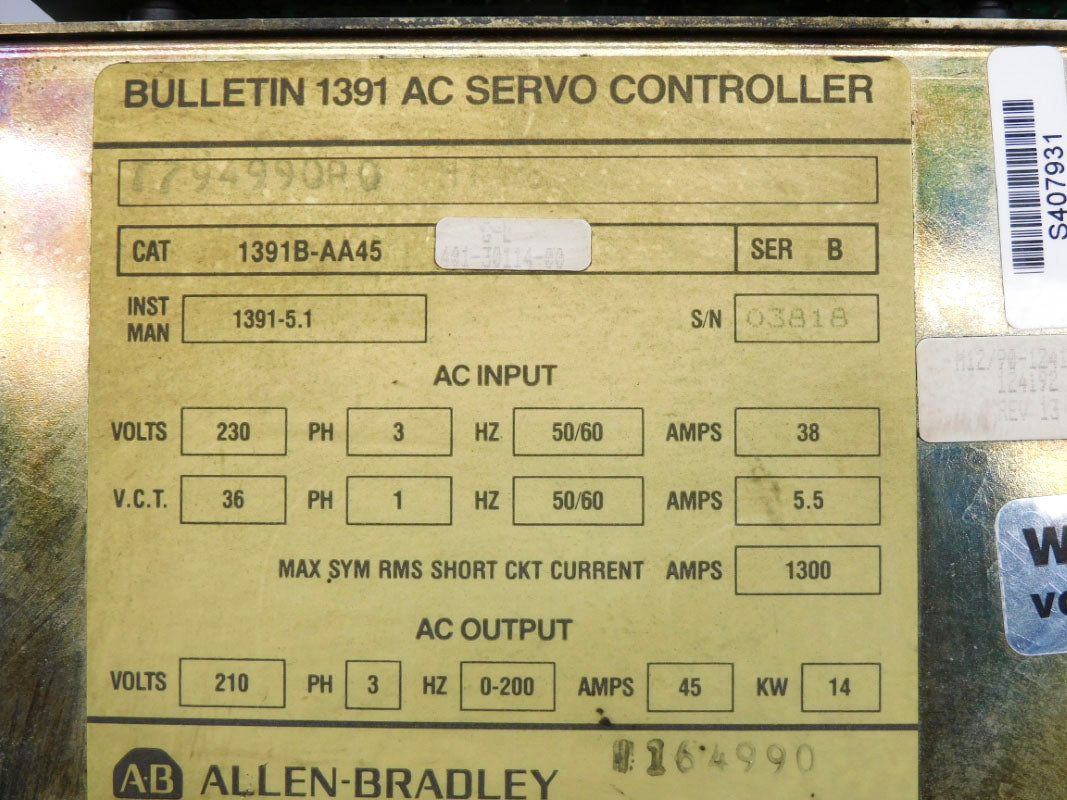 BULLETIN 1391 AC SERVO CONTROLLER
CAT 1391B-AA45 SER B
INST MAN 1391-5.1 S/N 03818
AC INPUT
VOLTS 230 PH 3 HZ 50/60 AMPS 38
V.C.T. 36 PH 1 HZ 50/60 AMPS 5.5
MAX SYM RMS SHORT CKT CURRENT AMPS 1300
AC OUTPUT
VOLTS 210 PH 3 HZ 0-200 AMPS 45 KW 14
164990
A-B ALLEN-BRADLEY
S407931
124192
REV 13